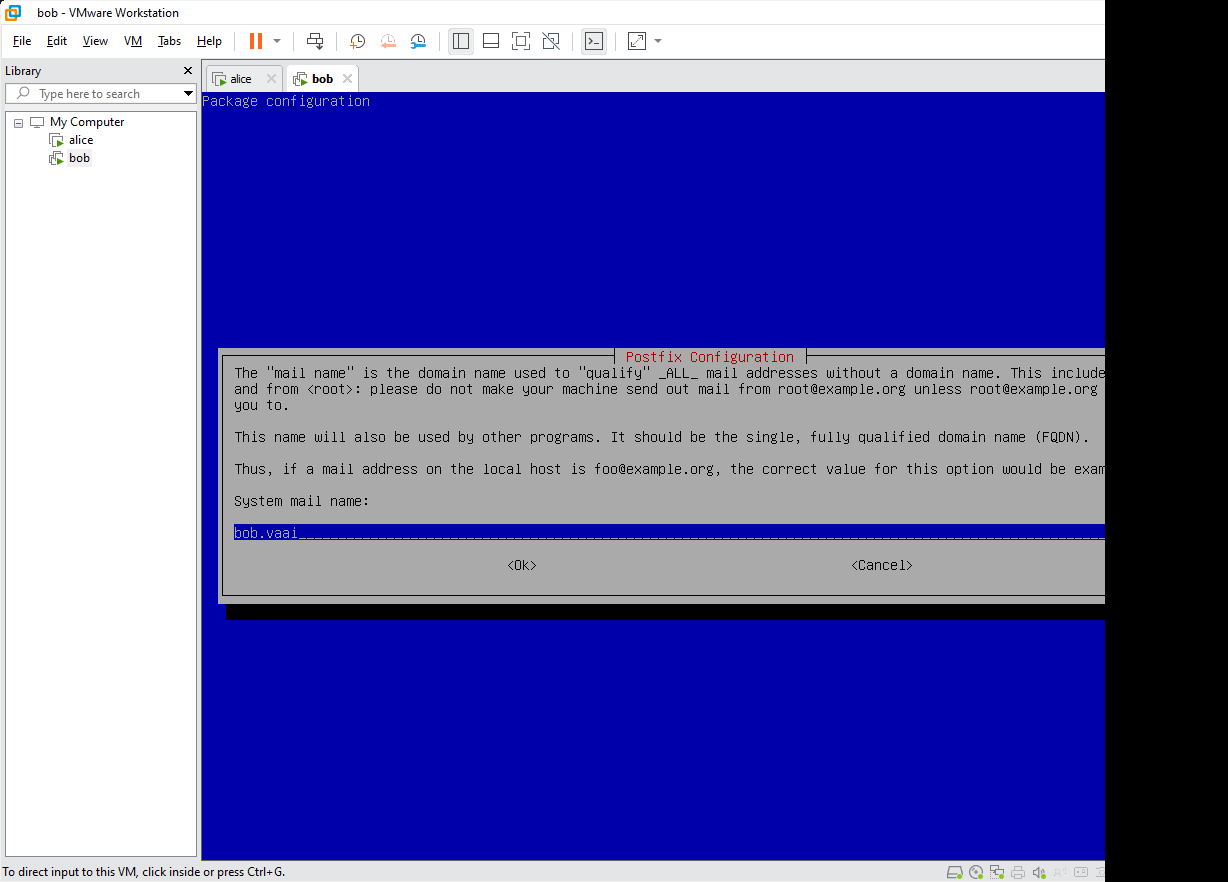 bob - VMware Workstation
File Edit View VM Tabs Help
Library
Type here to search
My Computer
alice
bob
alice
bob
Package configuration
Postfix Configuration
The "mail name" is the domain name used to "qualify" _ALL_ mail addresses without a domain name. This include
and from <root>: please do not make your machine send out mail from root@example.org unless root@example.org
you to.
This name will also be used by other programs. It should be the single, fully qualified domain name (FQDN).
Thus, if a mail address on the local host is foo@example.org, the correct value for this option would be exam
System mail name:
bob.vaai
<Ok> <Cancel>
To direct input to this VM, click inside or press Ctrl+G.